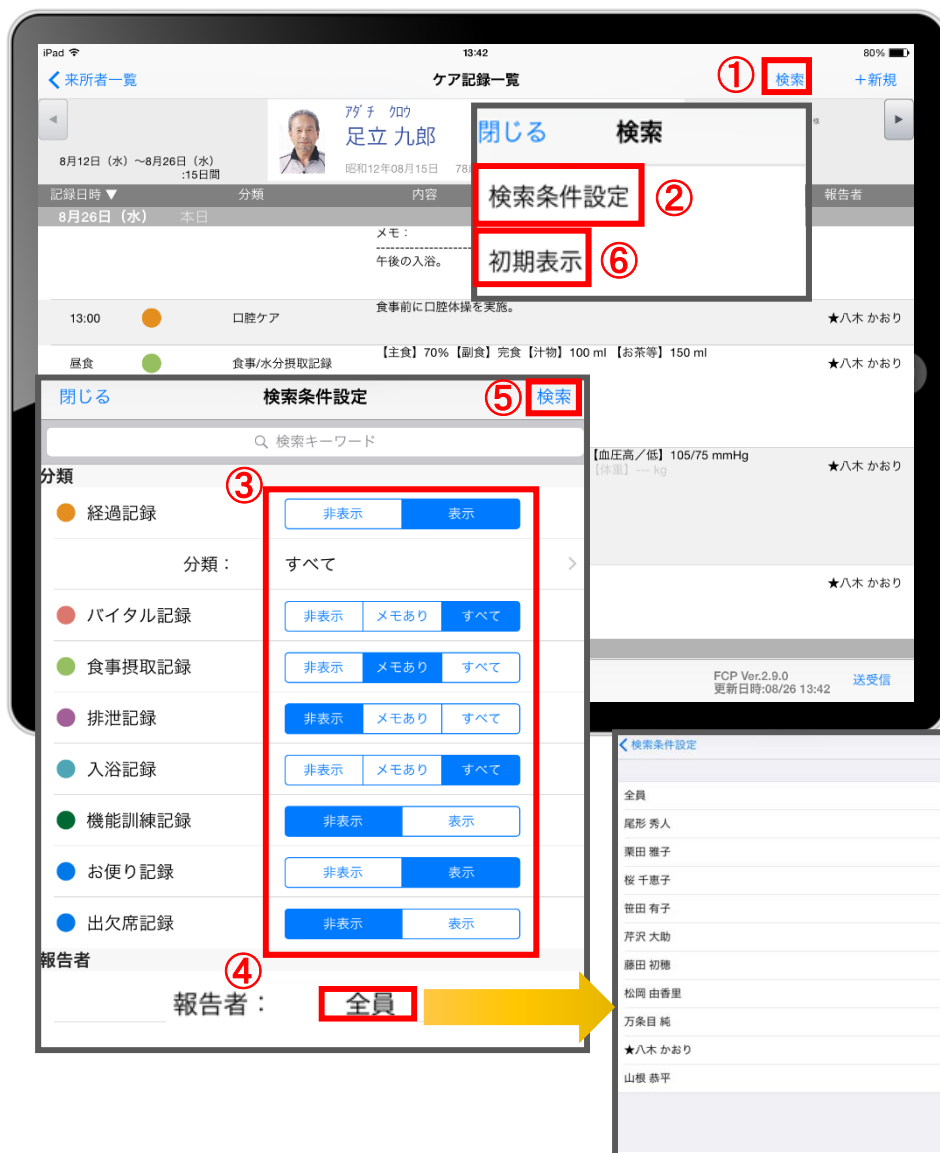 iPad 13:42 80%
来所者一覧 ケア記録一覧 ① 検索 +新規
アダチ クロウ
足立 九郎
様
8月12日(水)~8月26日(水)
:15日間
昭和12年08月15日 78
閉じる 検索
検索条件設定 ②
初期表示 ⑥
記録日時▼ 分類 内容 報告者
8月26日(水) 本日
メモ:
------------------
午後の入浴。
13:00 口腔ケア 食事前に口腔体操を実施。 ★八木 かおり
昼食 食事/水分摂取記録 【主食】70%【副食】完食【汁物】100 ml 【お茶等】150 ml ★八木 かおり
【血圧高/低】105/75 mmHg
【体重】--- kg
★八木 かおり
★八木 かおり
FCP Ver.2.9.0
更新日時:08/26 13:42
送受信
閉じる 検索条件設定 ⑤ 検索
検索キーワード
分類
③
経過記録 非表示 表示
分類: すべて
バイタル記録 非表示 メモあり すべて
食事摂取記録 非表示 メモあり すべて
排泄記録 非表示 メモあり すべて
入浴記録 非表示 メモあり すべて
機能訓練記録 非表示 表示
お便り記録 非表示 表示
出欠席記録 非表示 表示
報告者
④
報告者: 全員
検索条件設定
全員
尾形 秀人
栗田 雅子
桜 千恵子
笹田 有子
芹沢 大助
藤田 初穂
松岡 由香里
万条目 純
★八木 かおり
山根 恭平